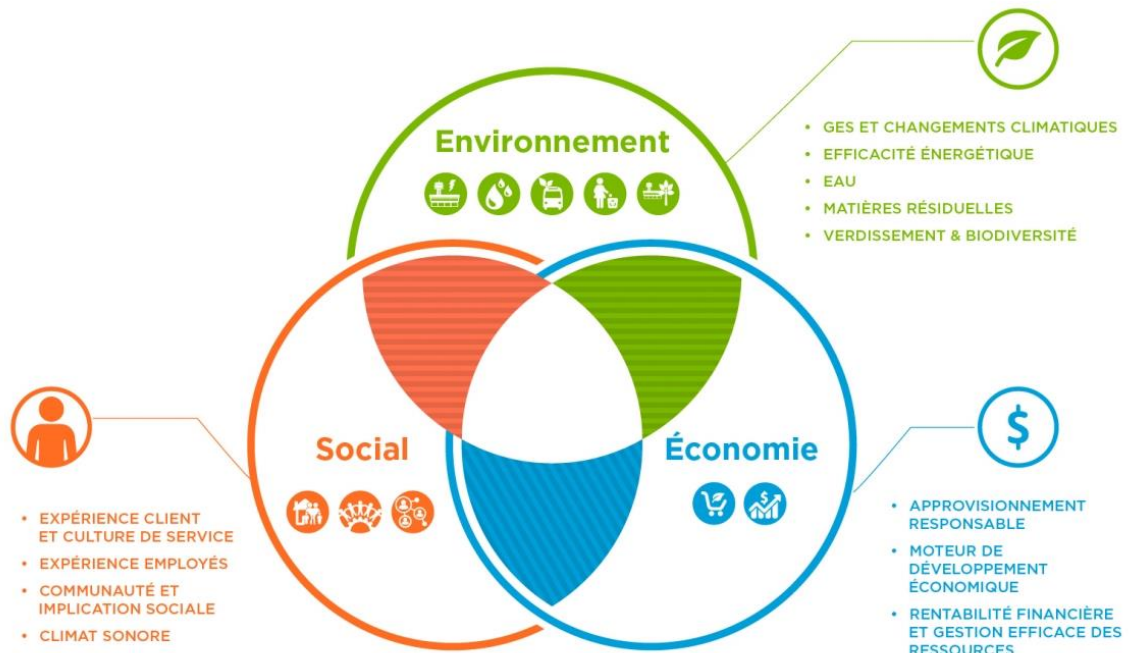 Environnement
• GES ET CHANGEMENTS CLIMATIQUES
• EFFICACITÉ ÉNERGÉTIQUE
• EAU
• MATIÈRES RÉSIDUELLES
• VERDISSEMENT & BIODIVERSITÉ
Social
Économie
$
• EXPÉRIENCE CLIENT
ET CULTURE DE SERVICE
• EXPÉRIENCE EMPLOYÉS
• COMMUNAUTÉ ET
IMPLICATION SOCIALE
• CLIMAT SONORE
• APPROVISIONNEMENT
RESPONSABLE
• MOTEUR DE
DÉVELOPPEMENT
ÉCONOMIQUE
• RENTABILITÉ FINANCIÈRE
ET GESTION EFFICACE DES
RESSOURCES